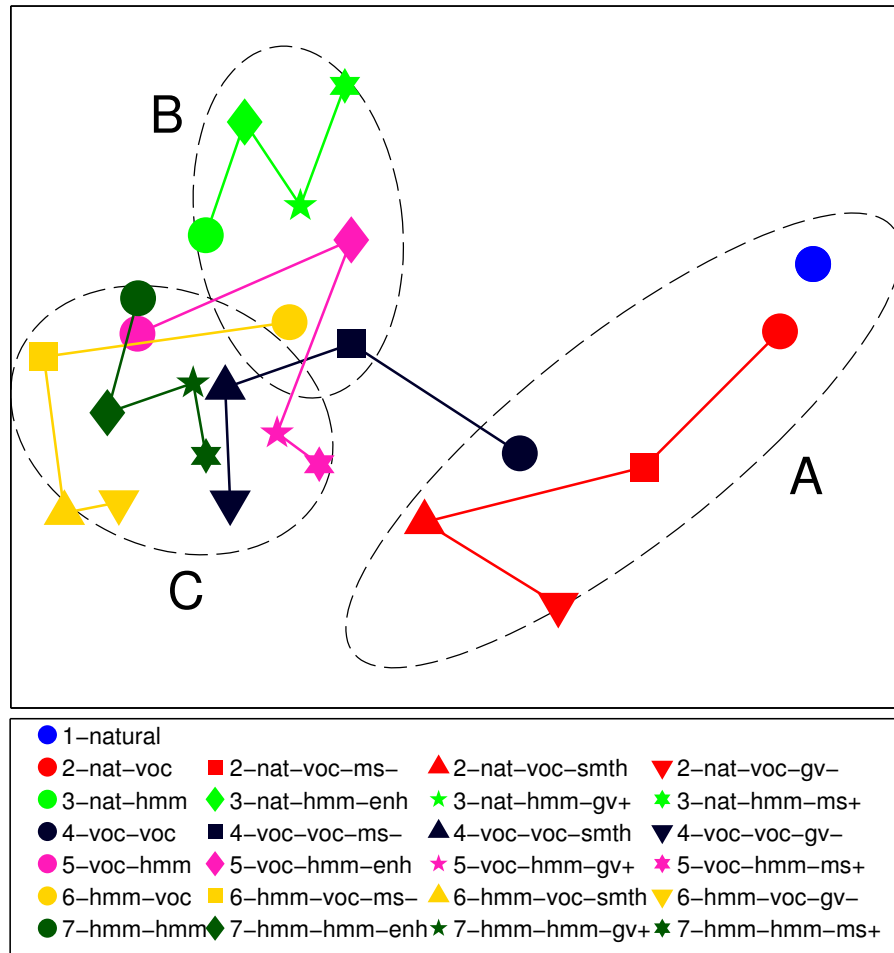 B
A
C
1−natural
2−nat−voc 2−nat−voc−ms− 2−nat−voc−smth 2−nat−voc−gv−
3−nat−hmm 3−nat−hmm−enh 3−nat−hmm−gv+ 3−nat−hmm−ms+
4−voc−voc 4−voc−voc−ms− 4−voc−voc−smth 4−voc−voc−gv−
5−voc−hmm 5−voc−hmm−enh 5−voc−hmm−gv+ 5−voc−hmm−ms+
6−hmm−voc 6−hmm−voc−ms− 6−hmm−voc−smth 6−hmm−voc−gv−
7−hmm−hmm 7−hmm−hmm−enh 7−hmm−hmm−gv+ 7−hmm−hmm−ms+